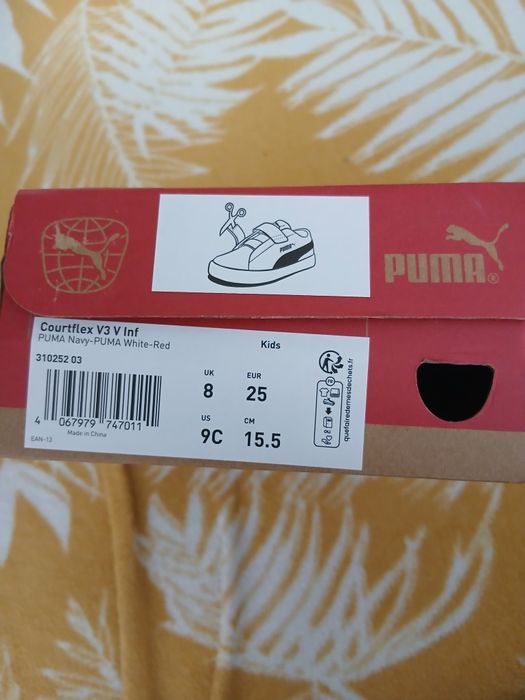 PUMA®
Courtflex V3 V Inf
PUMA Navy-PUMA White-Red
Kids
310252 03
UK
8
EUR
25
US
9C
CM
15.5
4 067979 747011
EAN-13
Made in China
quefairedemesdechets.fr